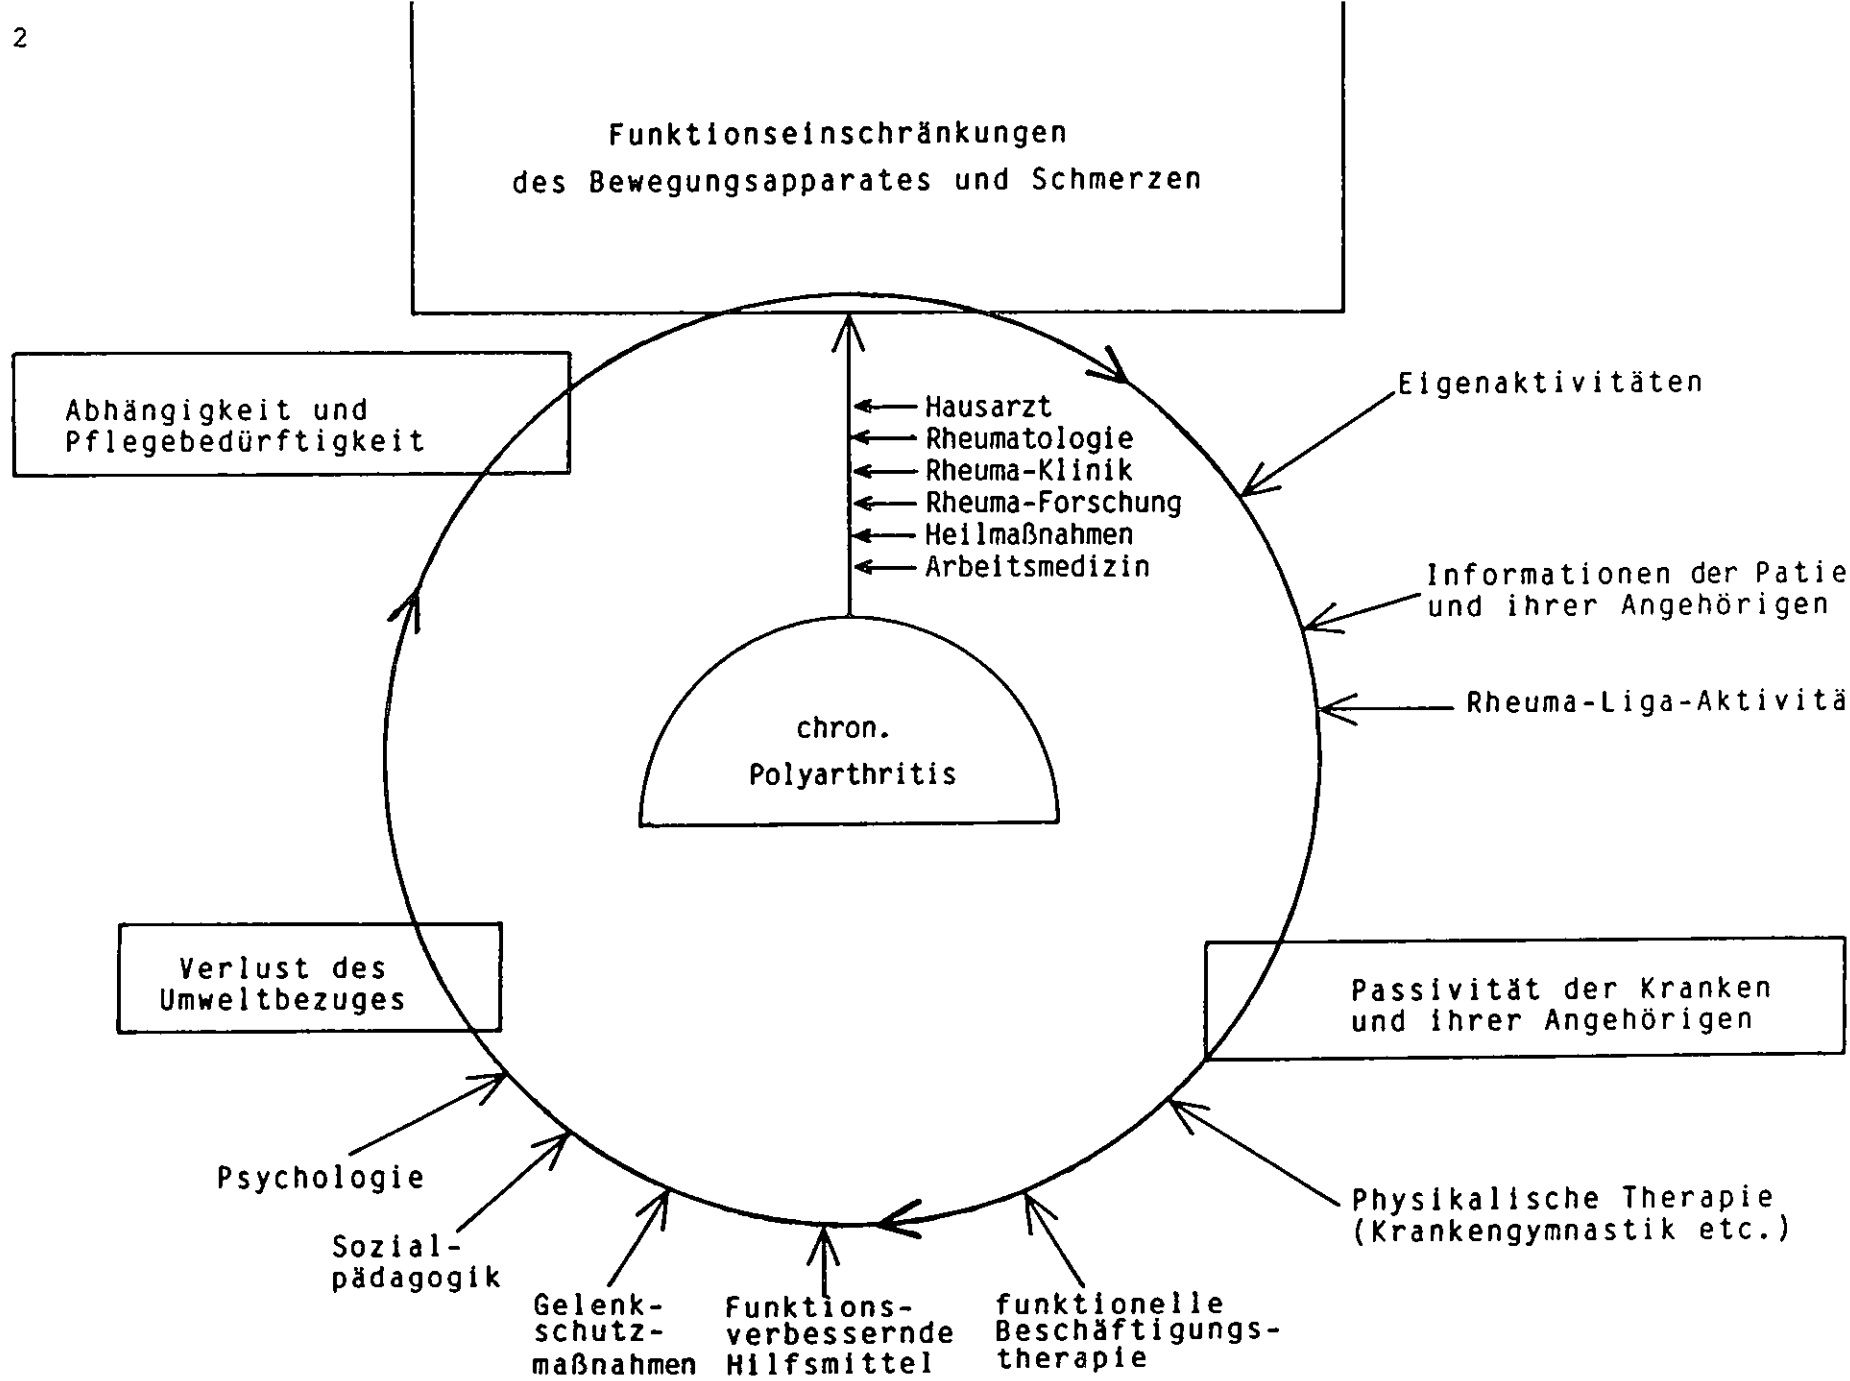 2
Funktionseinschränkungen
des Bewegungsapparates und Schmerzen
Abhängigkeit und
Pflegebedürftigkeit
Hausarzt
Rheumatologie
Rheuma-Klinik
Rheuma-Forschung
Heilmaßnahmen
Arbeitsmedizin
Eigenaktivitäten
Informationen der Patie
und ihrer Angehörigen
Rheuma-Liga-Aktivitä
chron.
Polyarthritis
Verlust des
Umweltbezuges
Passivität der Kranken
und ihrer Angehörigen
Psychologie
Sozial-
pädagogik
Gelenk-
schutz-
maßnahmen
Funktions-
verbessernde
Hilfsmittel
funktionelle
Beschäftigungs-
therapie
Physikalische Therapie
(Krankengymnastik etc.)